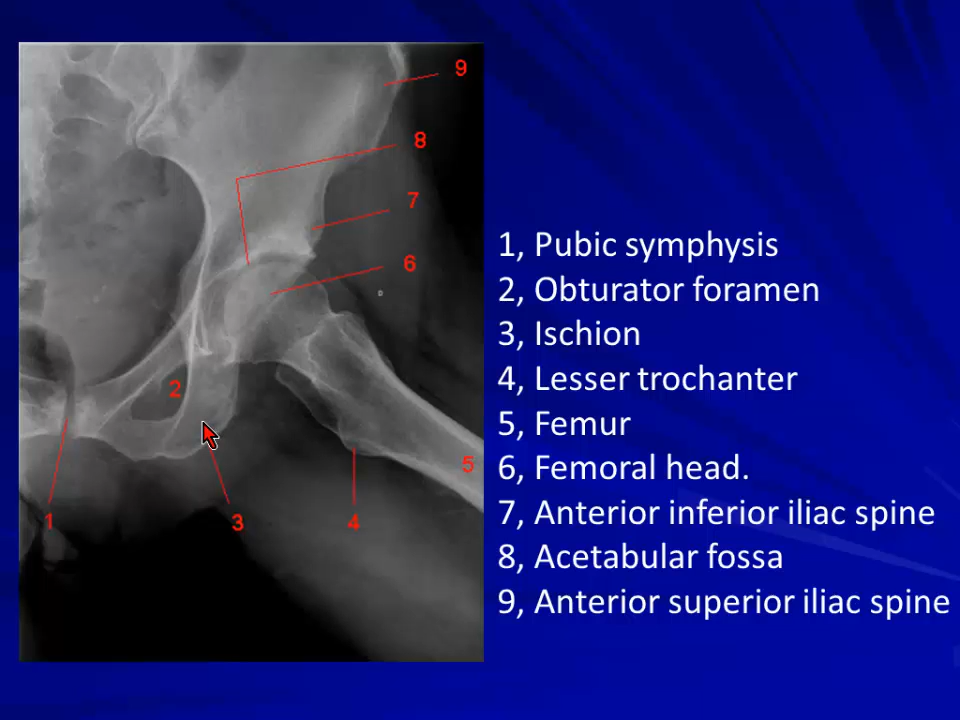 9
8
7
6
2
5
1
3
4
1, Pubic symphysis
2, Obturator foramen
3, Ischion
4, Lesser trochanter
5, Femur
6, Femoral head.
7, Anterior inferior iliac spine
8, Acetabular fossa
9, Anterior superior iliac spine